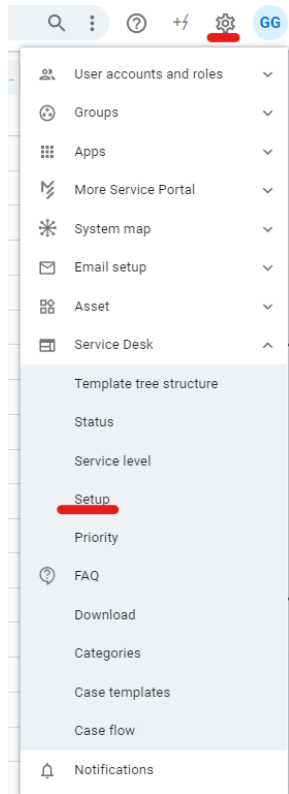 GG
..
User accounts and roles
Groups
Apps
More Service Portal
System map
Email setup
Asset
Service Desk
Template tree structure
Status
Service level
Setup
Priority
FAQ
Download
Categories
Case templates
Case flow
Notifications